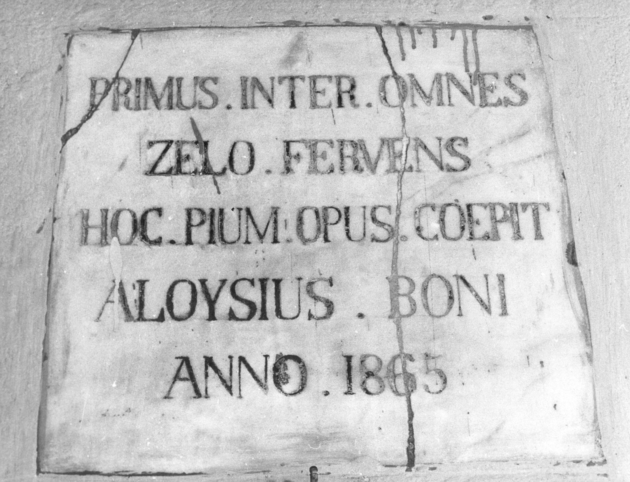 PRIMUS . INTER . OMNES
ZELO . FERVENS
HOC . PIUM . OPUS . COEPIT
ALOYSIUS . BONI
ANNO . 1865